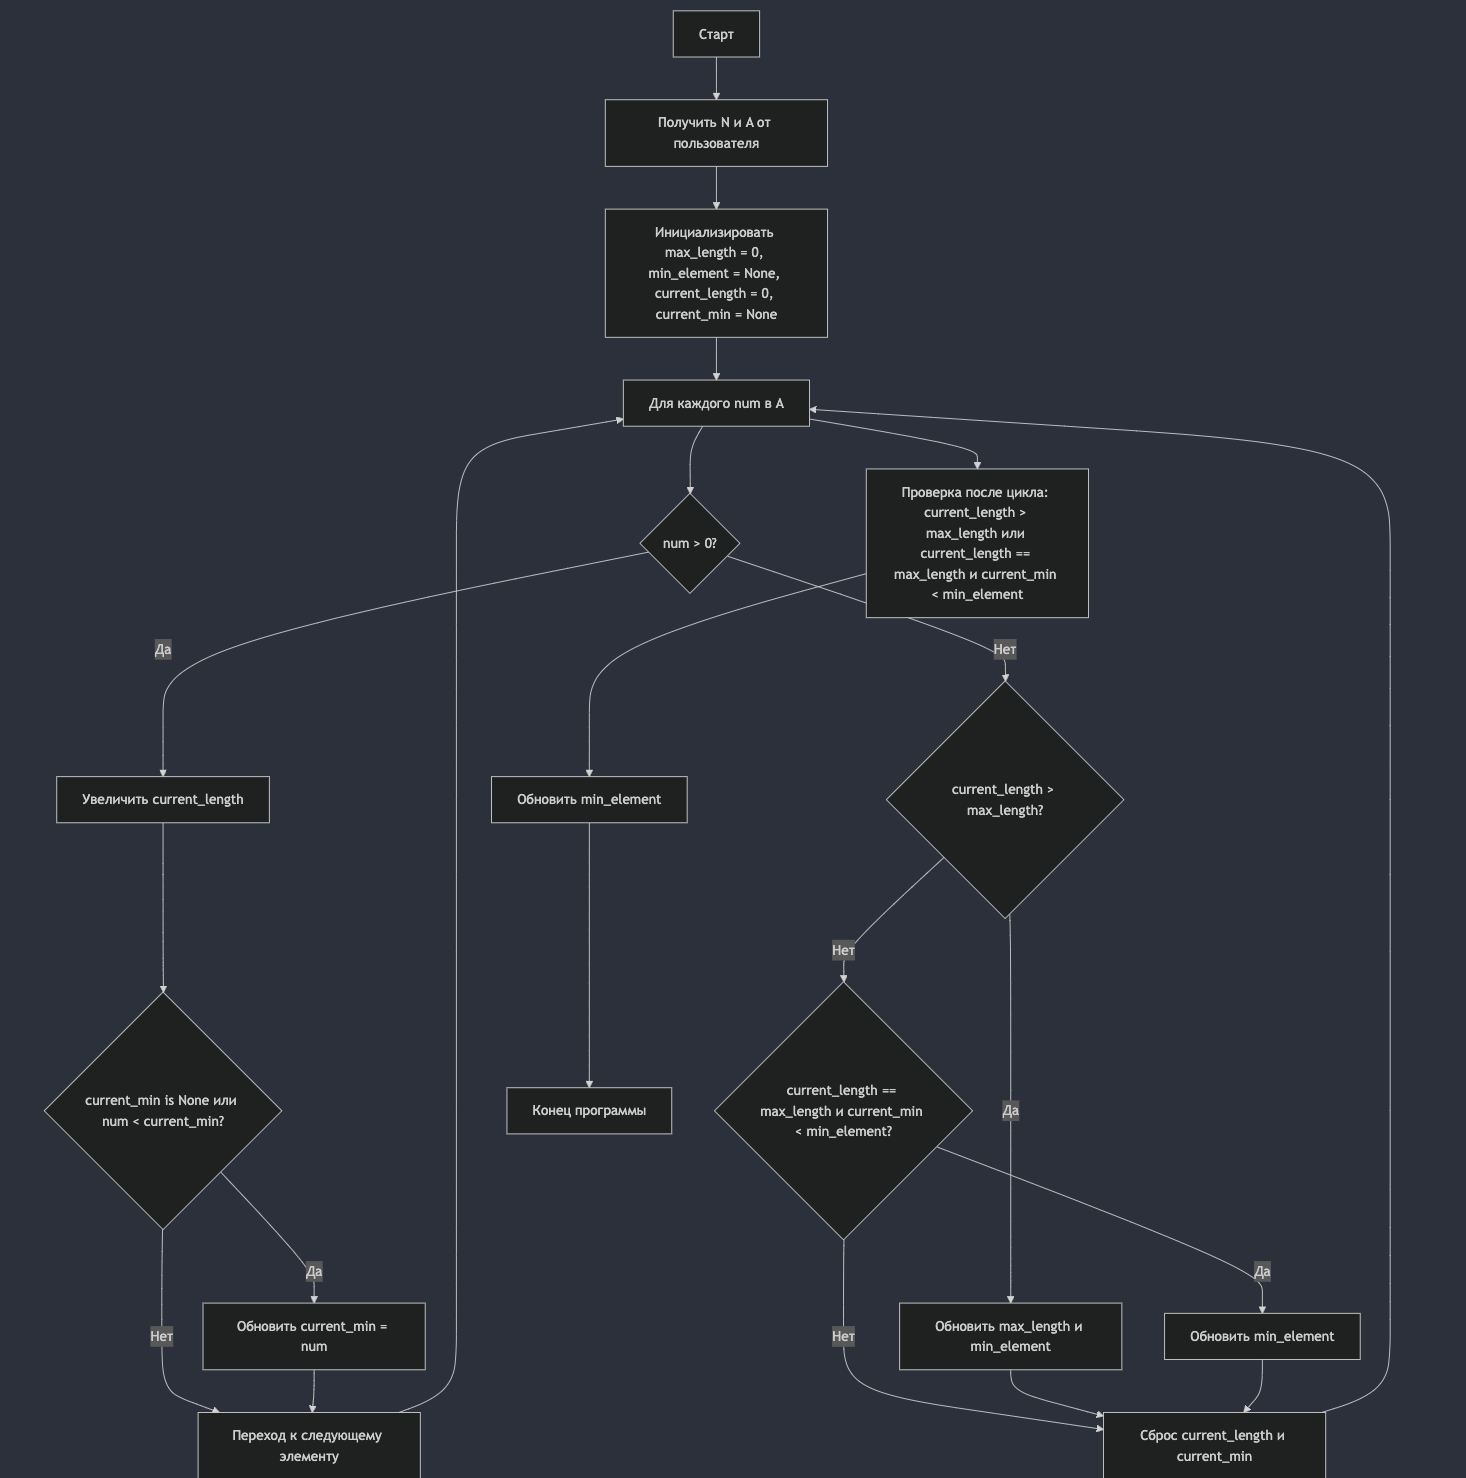 Старт
Получить N и A от
пользователя
Инициализировать
max_length = 0,
min_element = None,
current_length = 0,
current_min = None
Для каждого num в A
num > 0?
Проверка после цикла:
current_length >
max_length или
current_length ==
max_length и current_min
< min_element
Да
Нет
Увеличить current_length
Обновить min_element
current_length >
max_length?
Нет
current_min is None или
num < current_min?
Конец программы
current_length ==
max_length и current_min
< min_element?
Да
Да
Да
Нет
Обновить current_min =
num
Нет
Обновить max_length и
min_element
Обновить min_element
Переход к следующему
элементу
Сброс current_length и
current_min